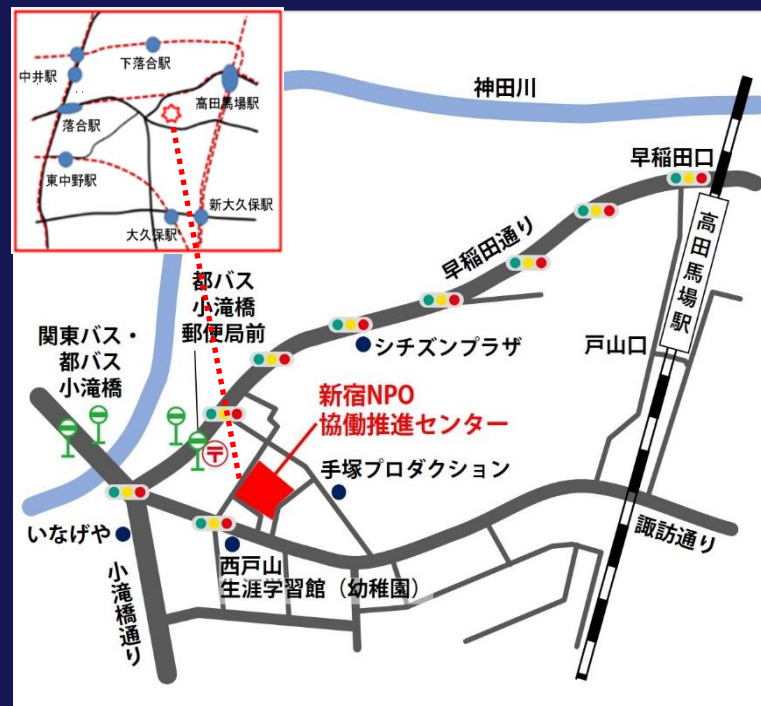 下落合駅
中井駅
高田馬場駅
落合駅
東中野駅
新大久保駅
大久保駅
神田川
早稲田口
早稲田通り
高田馬場駅
都バス
小滝橋
郵便局前
関東バス・
都バス
小滝橋
シチズンプラザ
戸山口
新宿NPO
協働推進センター
〒
手塚プロダクション
いなげや
西戸山
生涯学習館（幼稚園）
諏訪通り
小滝橋通り